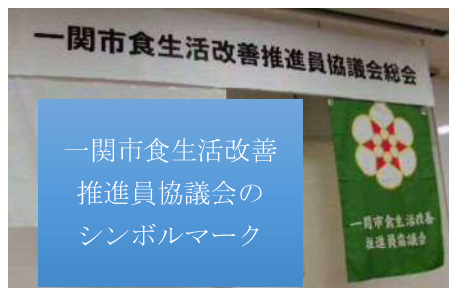 一関市食生活改善推進員協議会総会
一関市食生活改善
推進員協議会の
シンボルマーク
一関市食生活改善
推進員協議会